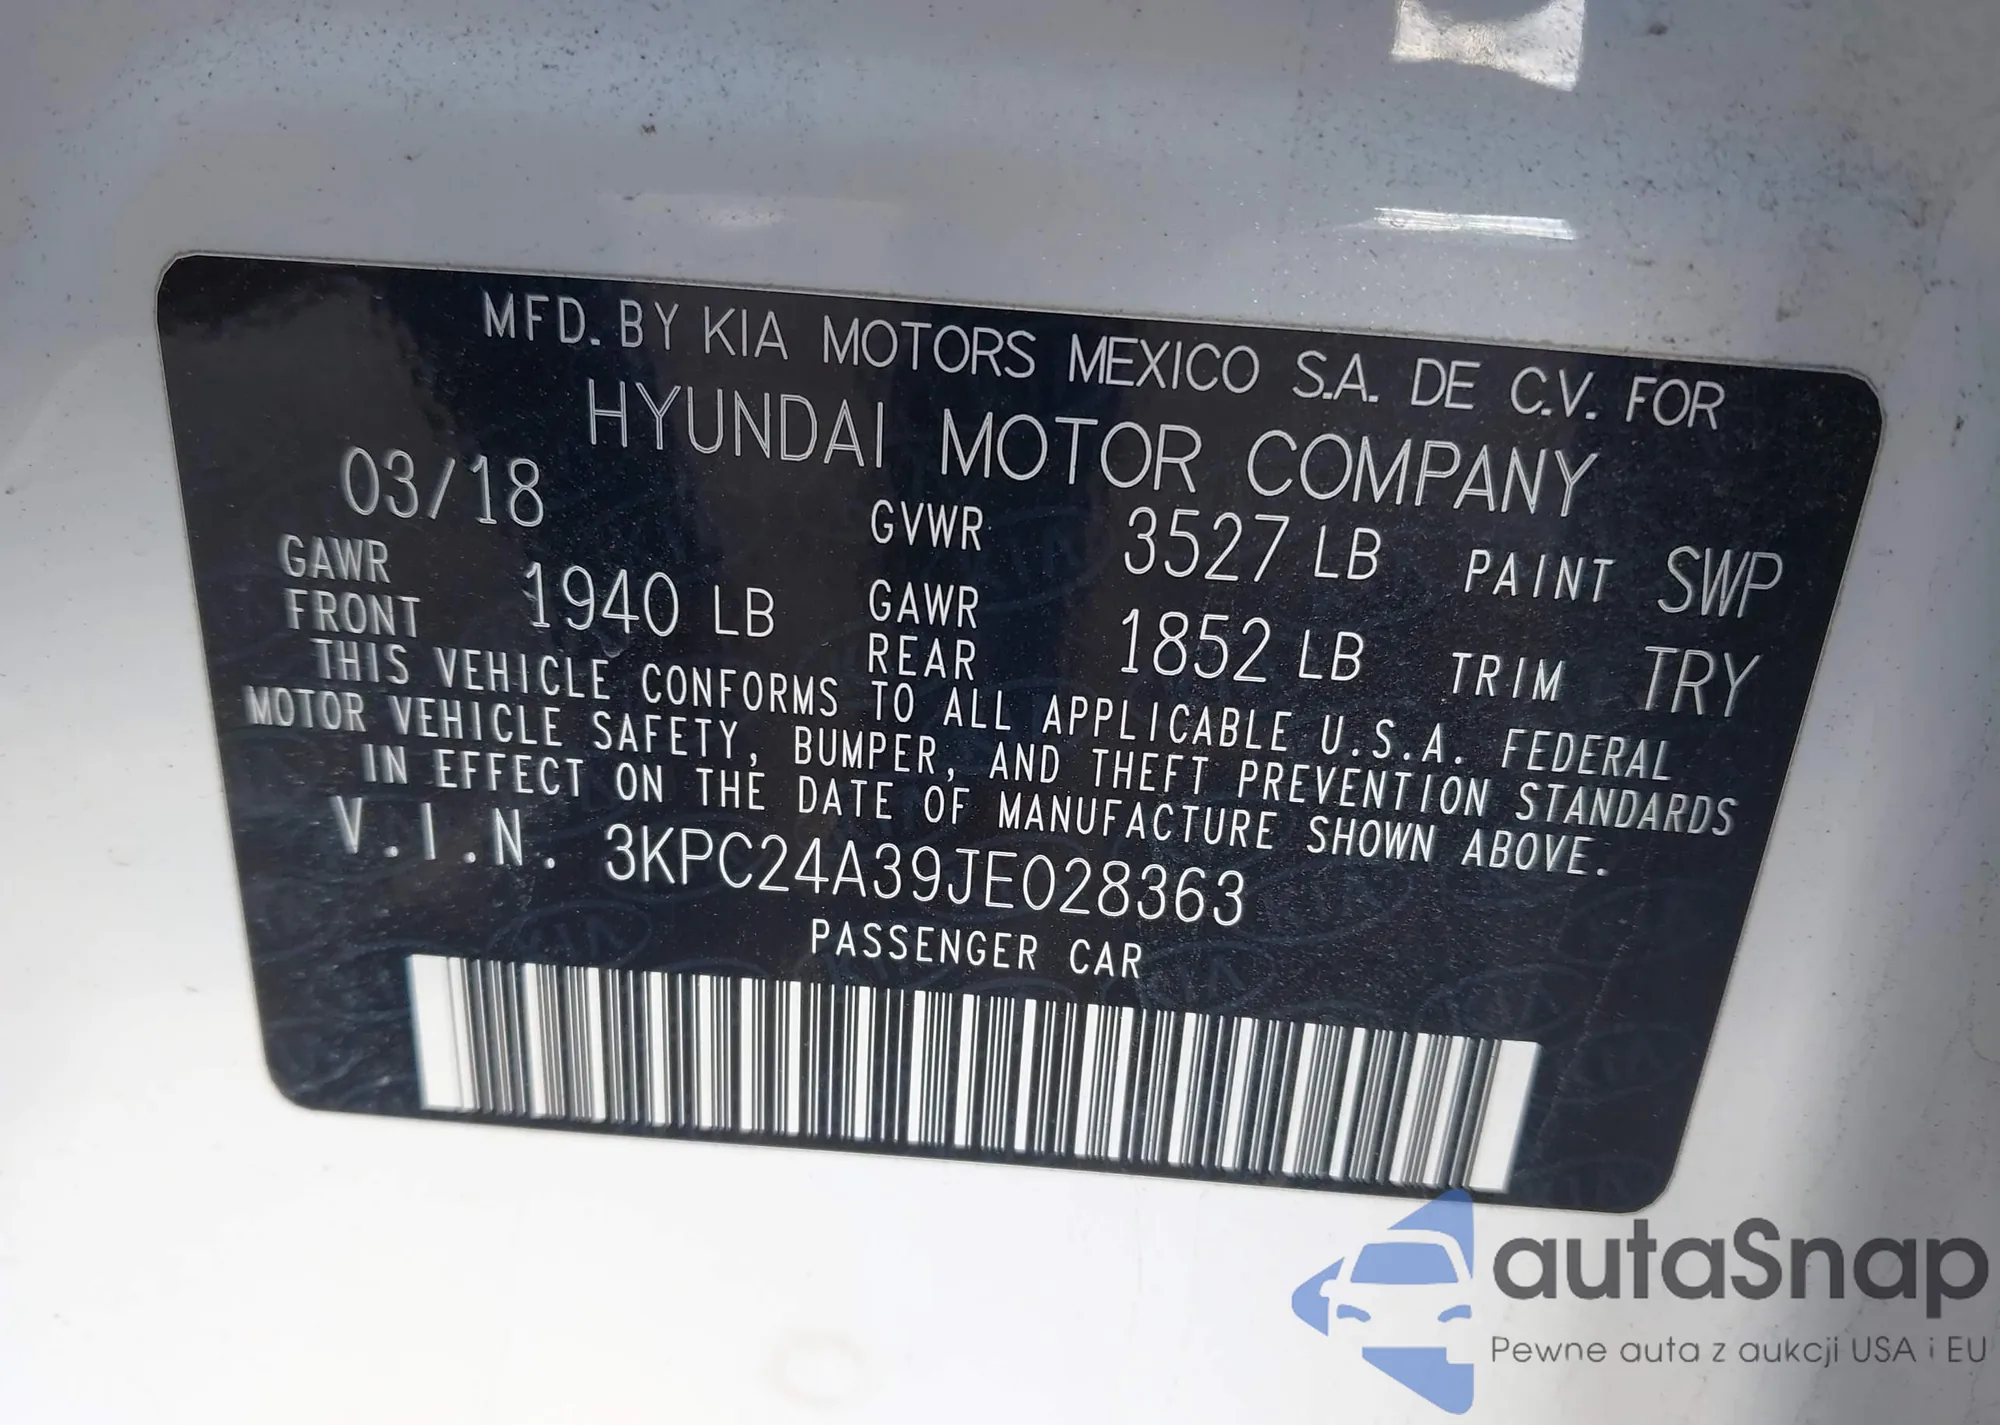 MFD. BY KIA MOTORS MEXICO S.A. DE C.V. FOR
HYUNDAI MOTOR COMPANY
03/18 GVWR 3527 LB PAINT SWP
GAWR FRONT 1940 LB GAWR REAR 1852 LB TRIM TRY
THIS VEHICLE CONFORMS TO ALL APPLICABLE U.S.A. FEDERAL
MOTOR VEHICLE SAFETY, BUMPER, AND THEFT PREVENTION STANDARDS
IN EFFECT ON THE DATE OF MANUFACTURE SHOWN ABOVE.
V.I.N. 3KPC24A39JE028363
PASSENGER CAR
autaSnap
Pewne auta z aukcji USA i EU